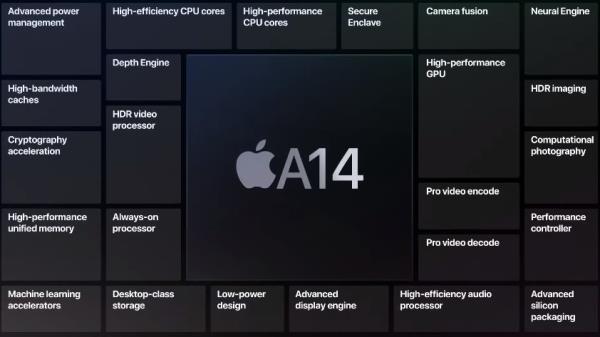 Advanced power
management
High-efficiency CPU cores
High-performance
CPU cores
Secure
Enclave
Camera fusion
Neural Engine
Depth Engine
High-performance
GPU
High-bandwidth
caches
HDR imaging
HDR video
processor
Cryptography
acceleration
A14
Computational
photography
Pro video encode
High-performance
unified memory
Always-on
processor
Performance
controller
Pro video decode
Machine learning
accelerators
Desktop-class
storage
Low-power
design
Advanced
display engine
High-efficiency audio
processor
Advanced
silicon
packaging